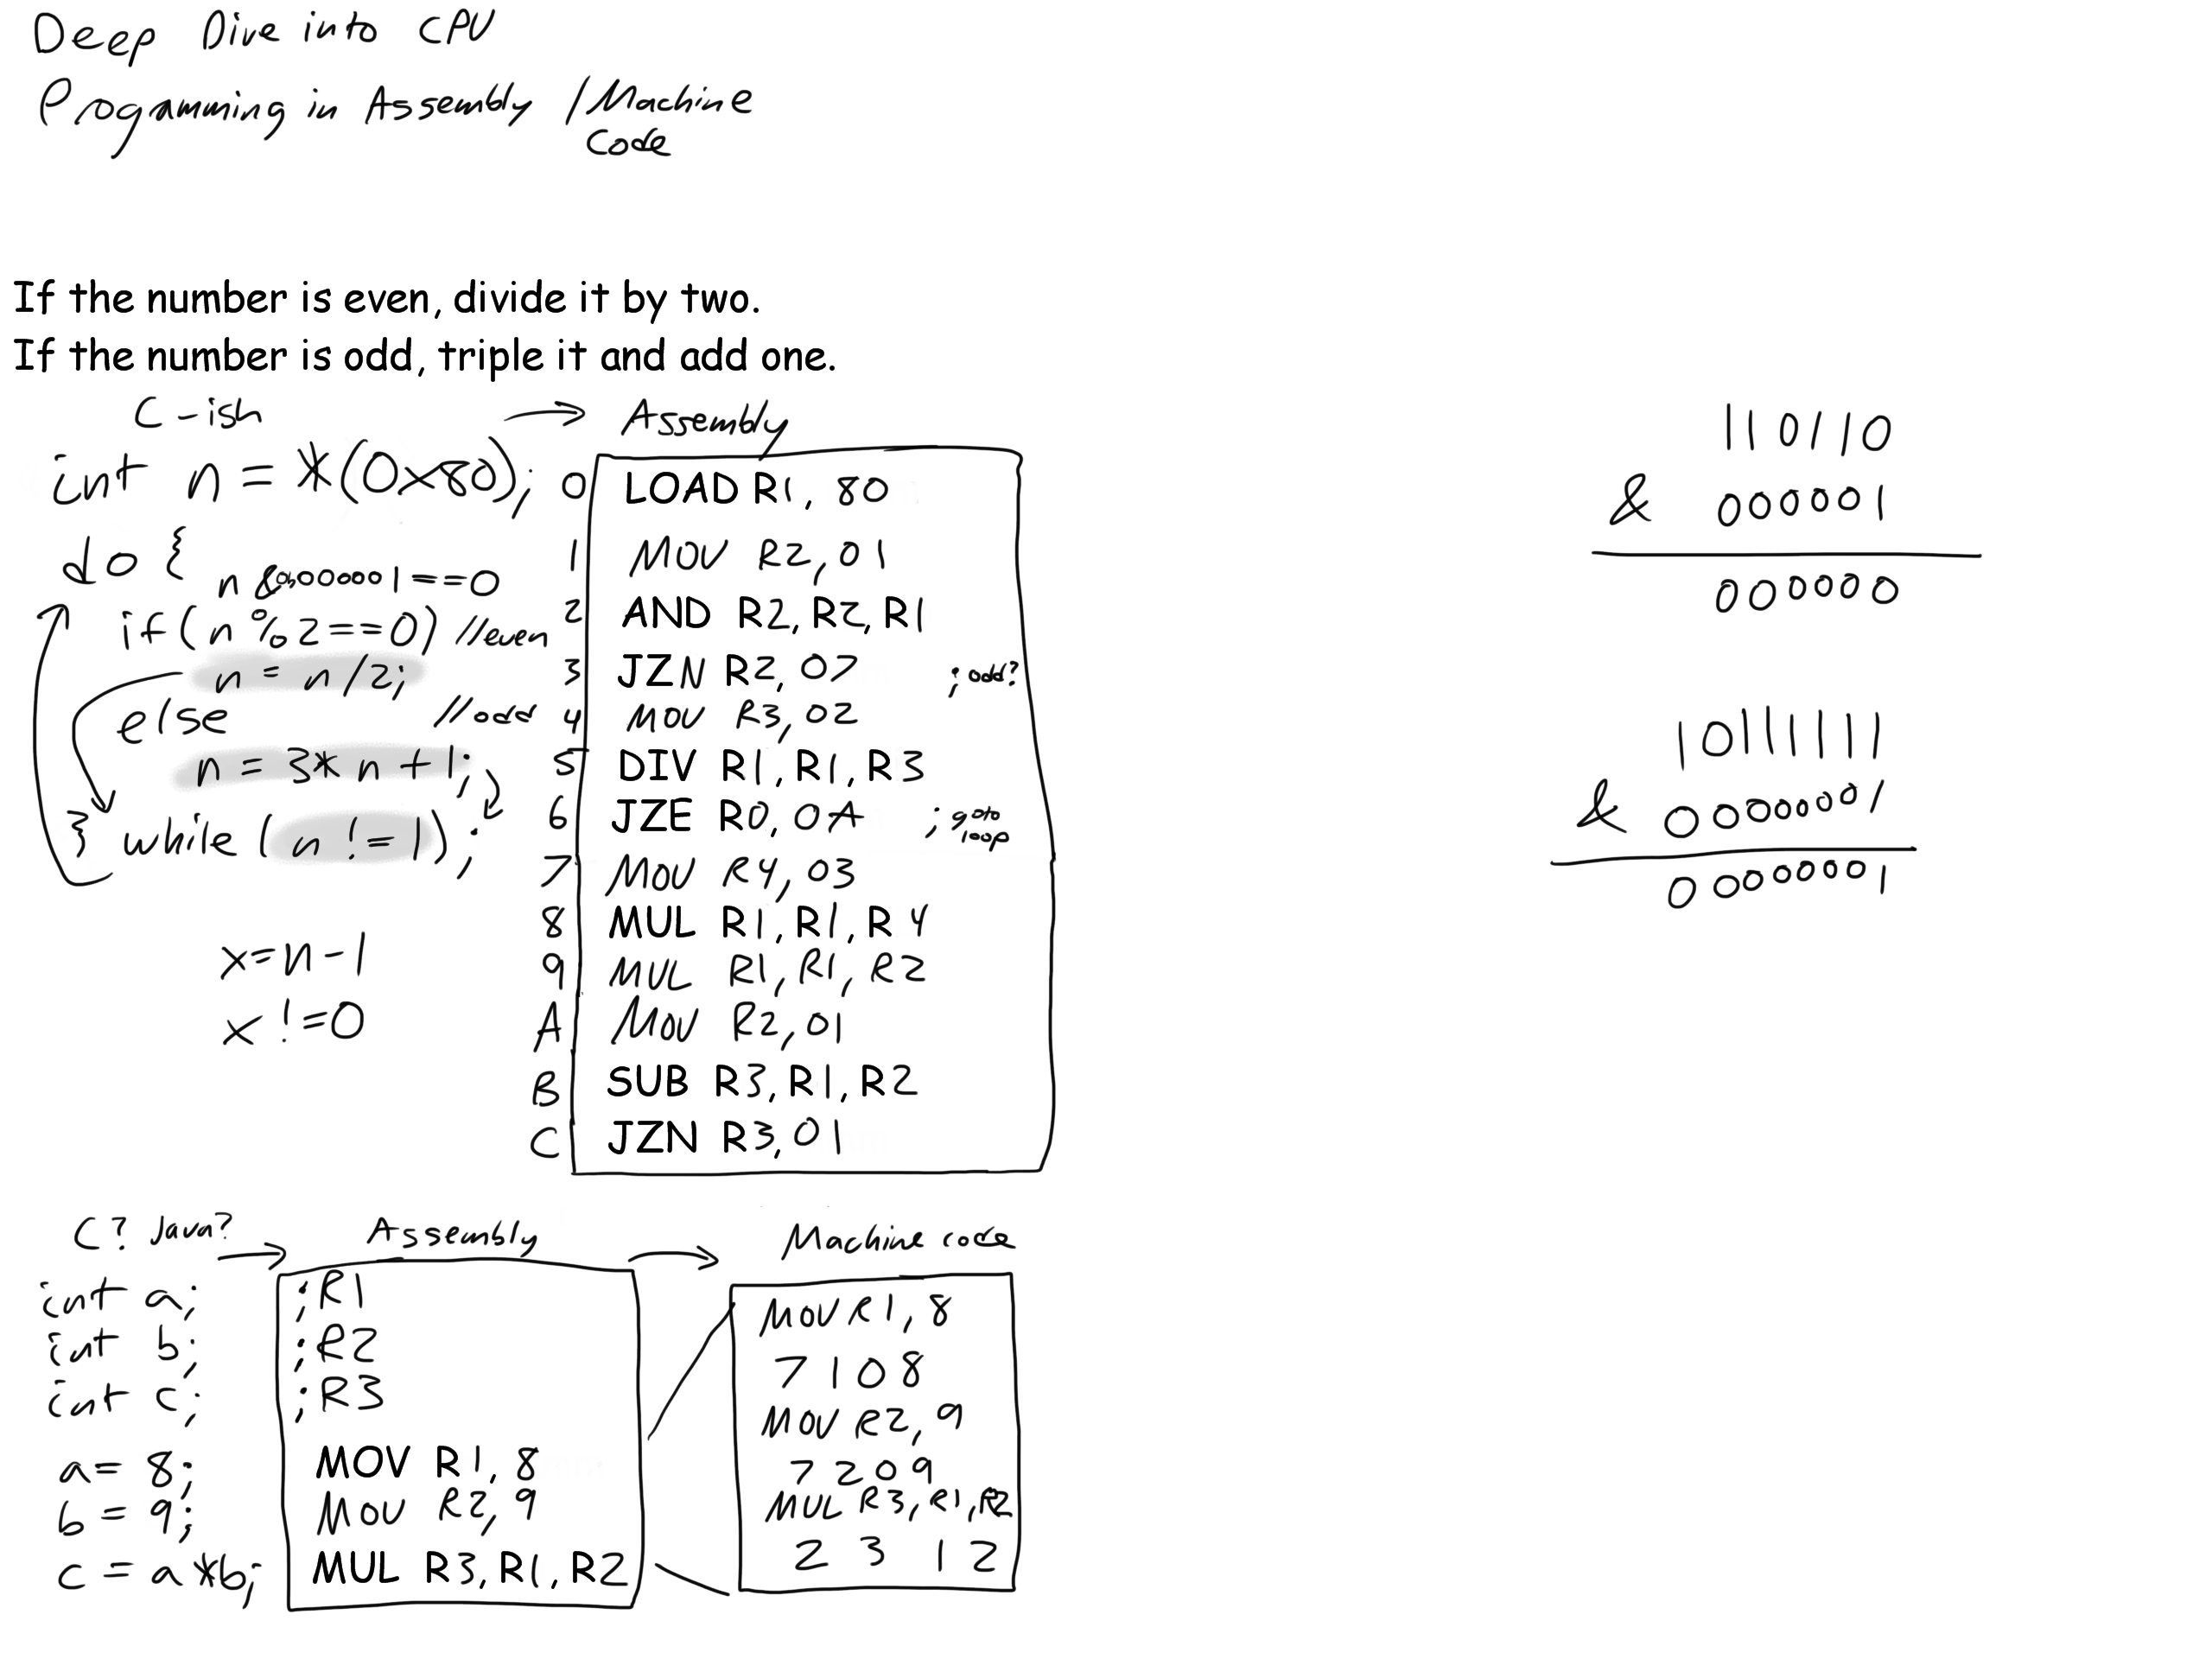 Deep Dive into CPU
Progamming in Assembly / Machine
Code
If the number is even, divide it by two.
If the number is odd, triple it and add one.
C-ish → Assembly
int n = *(0x80);
do {
n &0b000001==0
if(n%2==0) //even
n = n/2;
else //odd
n = 3*n+1;
} while (n != 1);
x=n-1
x!=0
0 LOAD R1, 80
1 MOV R2, 01
2 AND R2, R2, R1
3 JZN R2, 07 ; odd?
4 MOV R3, 02
5 DIV R1, R1, R3
6 JZE R0, 0A ; goto loop
7 MOV R4, 03
8 MUL R1, R1, R4
9 MUL R1, R1, R2
A MOV R2, 01
B SUB R3, R1, R2
C JZN R3, 01
110110
& 000001
000000
10111111
& 00000001
00000001
C? Java? → Assembly → Machine code
int a;
int b;
int c;
a= 8;
b = 9;
c = a*b;
;R1
;R2
;R3
MOV R1, 8
MOV R2, 9
MUL R3, R1, R2
MOV R1, 8
7 1 0 8
MOV R2, 9
7 2 0 9
MUL R3, R1, R2
2 3 1 2